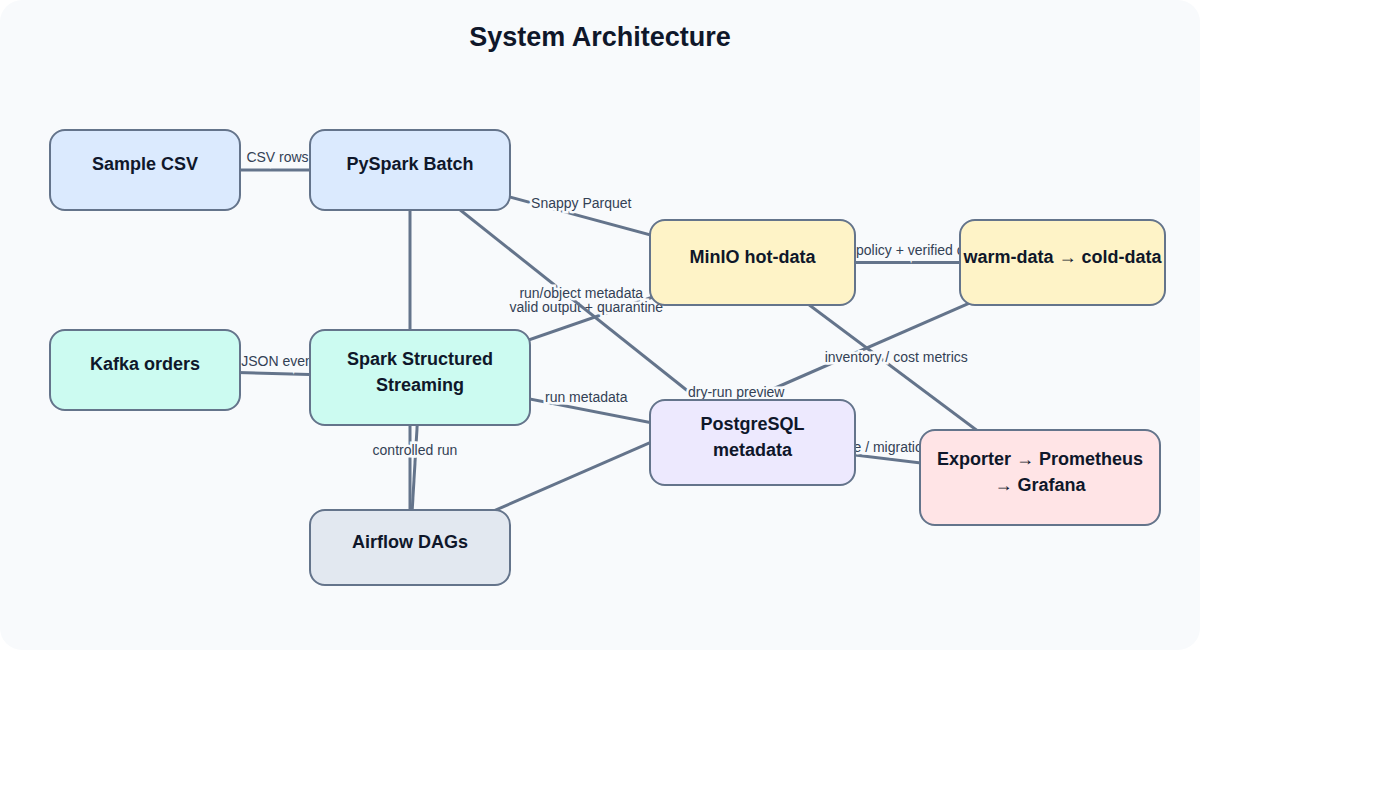 System Architecture
Sample CSV
CSV rows
PySpark Batch
Snappy Parquet
MinIO hot-data
policy + verified
warm-data → cold-data
run/object metadata
valid output + quarantine
Kafka orders
JSON
Spark Structured
Streaming
inventory / cost metrics
run metadata
dry-run preview
PostgreSQL
metadata
Exporter → Prometheus
→ Grafana
controlled run
Airflow DAGs